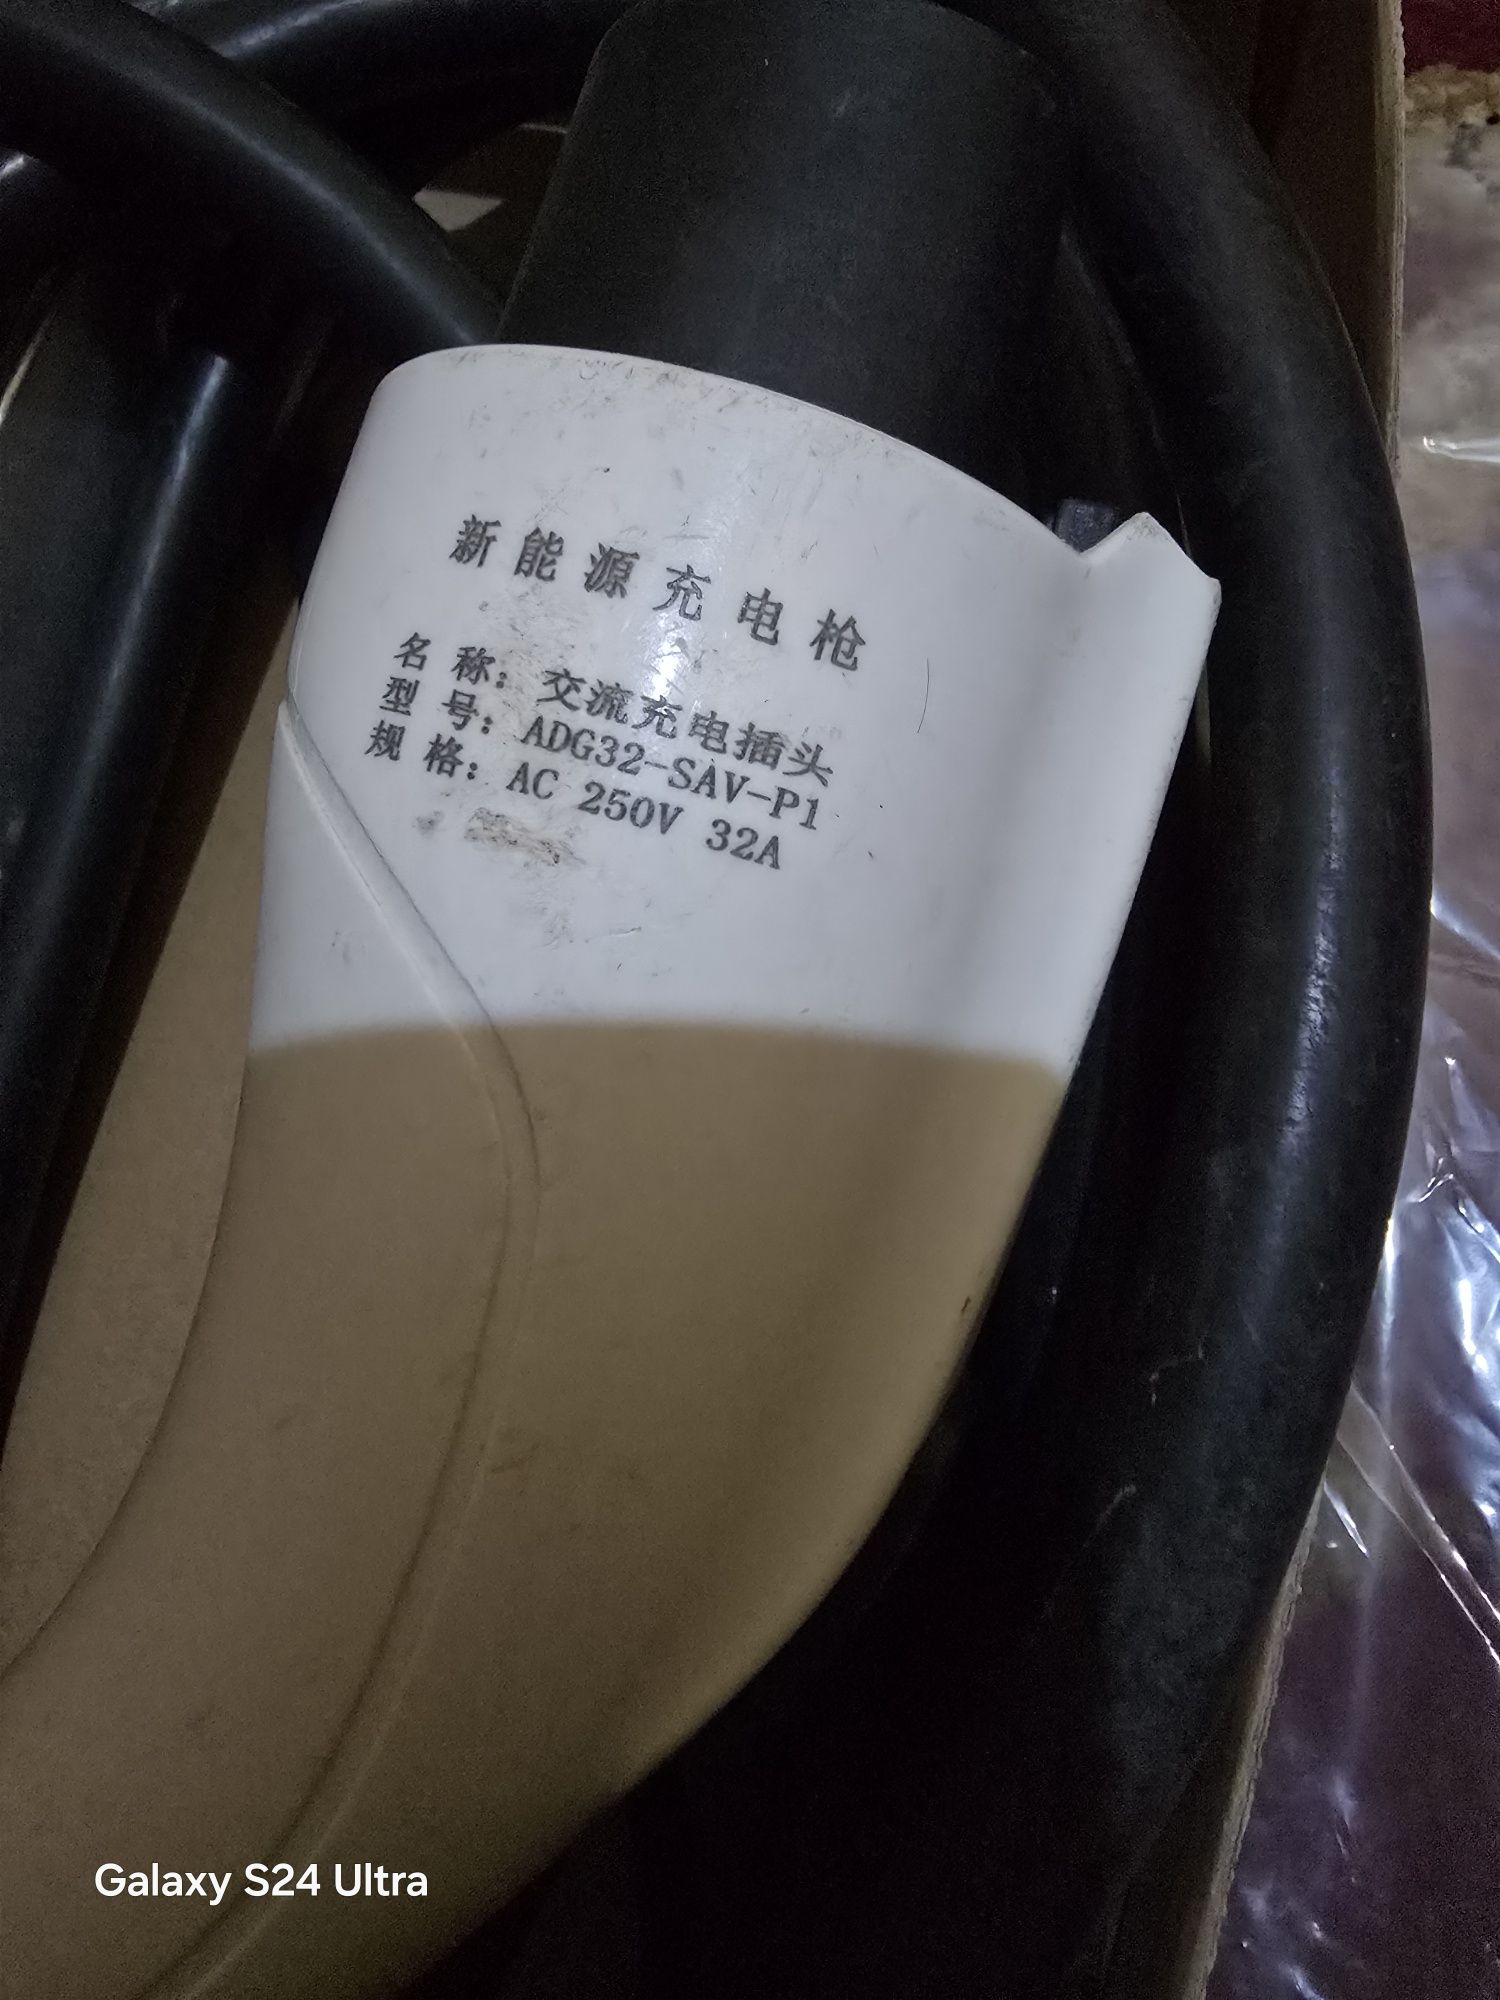 新能源充电枪
名称：交流充电插头
型号：ADG32-SAV-P1
规格：AC 250V 32A
Galaxy S24 Ultra